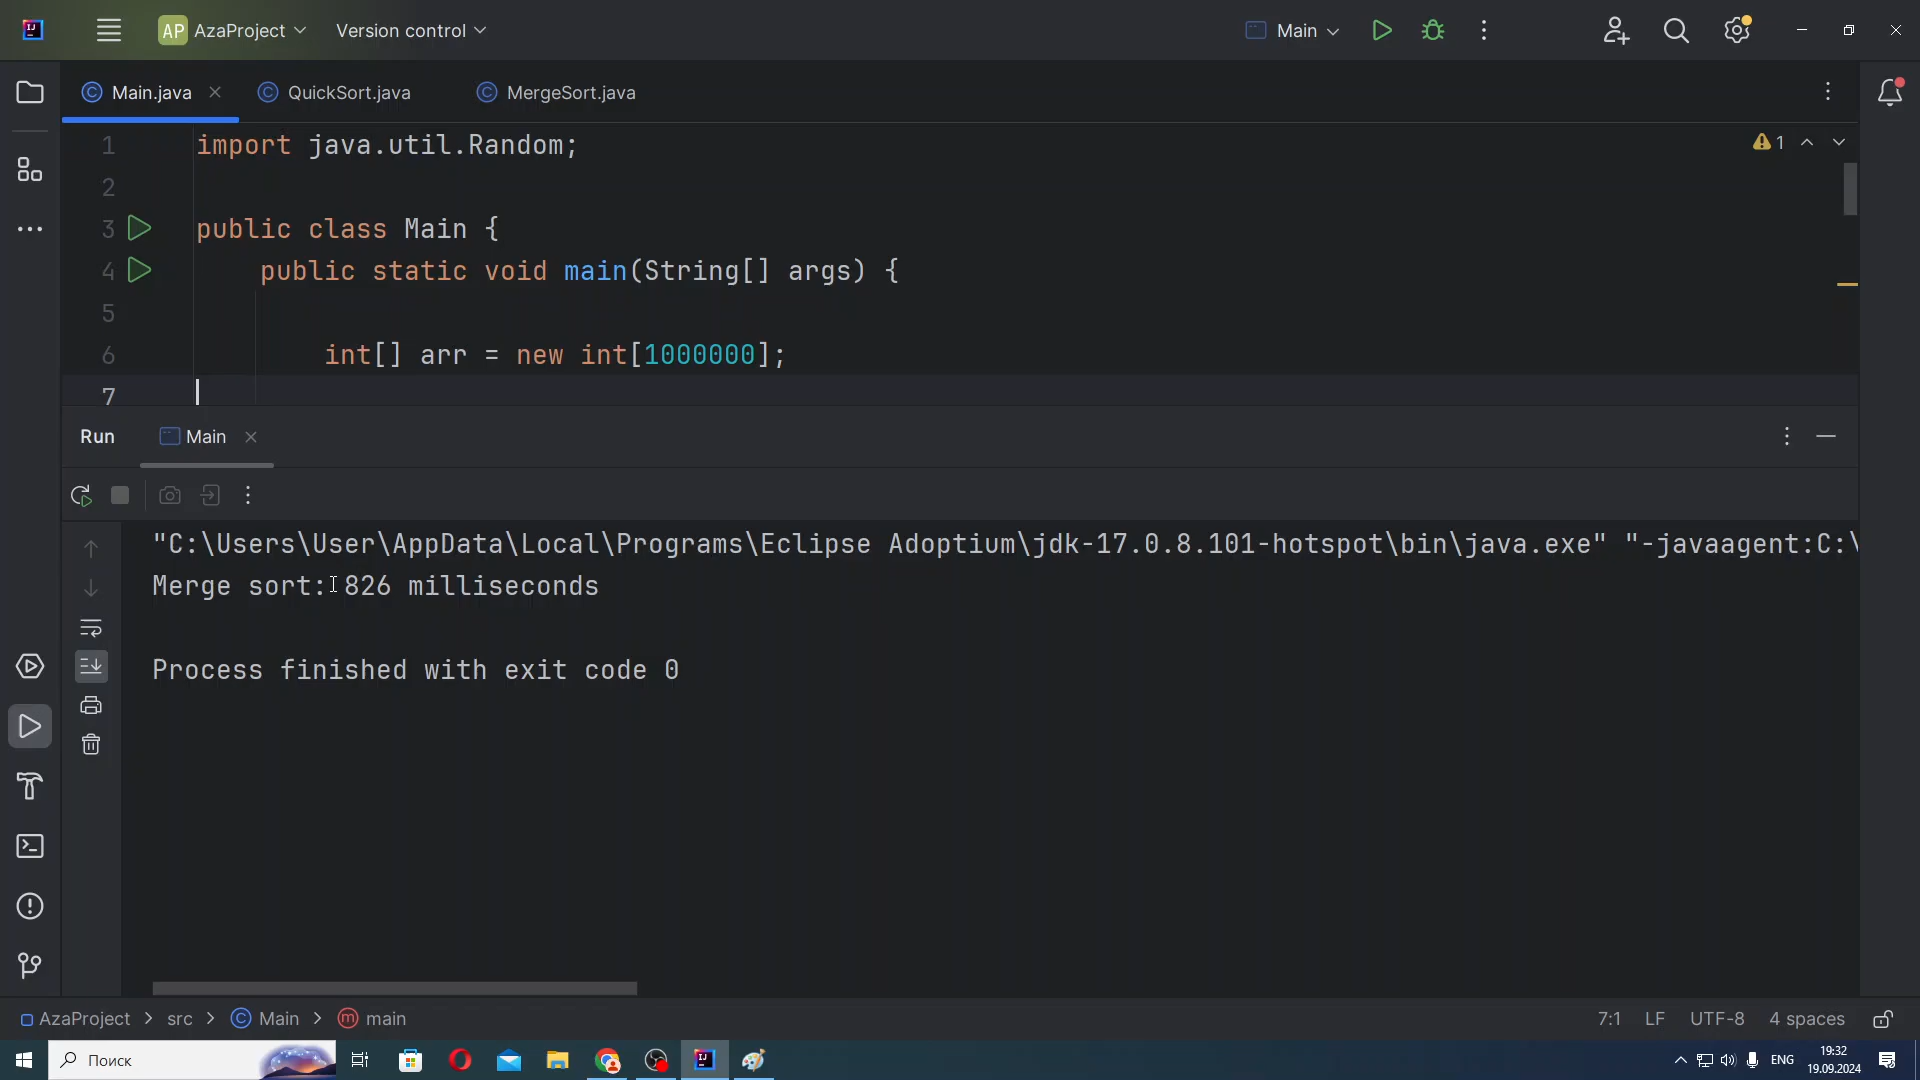 AP AzaProject Version control Main
Main.java QuickSort.java MergeSort.java
1 import java.util.Random; 1
2
3 public class Main {
4 public static void main(String[] args) {
5
6 int[] arr = new int[1000000];
7
Run Main
"C:\Users\User\AppData\Local\Programs\Eclipse Adoptium\jdk-17.0.8.101-hotspot\bin\java.exe" "-javaagent:C:\
Merge sort: 826 milliseconds
Process finished with exit code 0
AzaProject > src > Main > main 7:1 LF UTF-8 4 spaces
Поиск ENG 19:32
19.09.2024